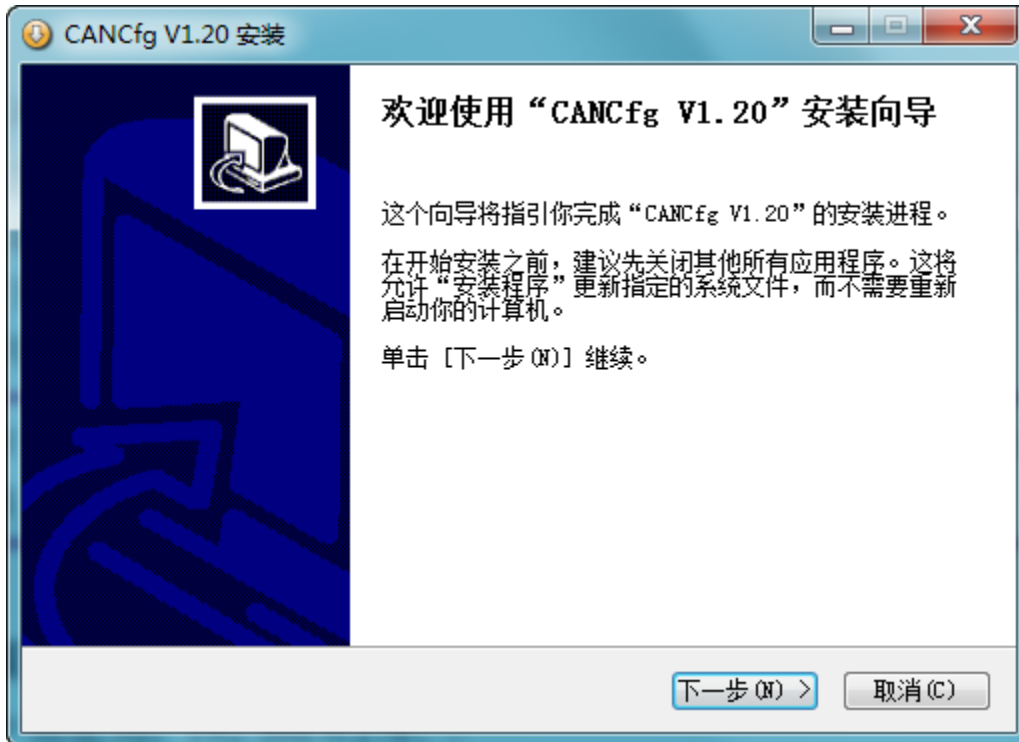 CANCfg V1.20 安装
欢迎使用“CANCfg V1.20”安装向导
这个向导将指引你完成“CANCfg V1.20”的安装进程。
在开始安装之前，建议先关闭其他所有应用程序。这将
允许“安装程序”更新指定的系统文件，而不需要重新
启动你的计算机。
单击 [下一步(N)] 继续。
下一步(N) >
取消(C)